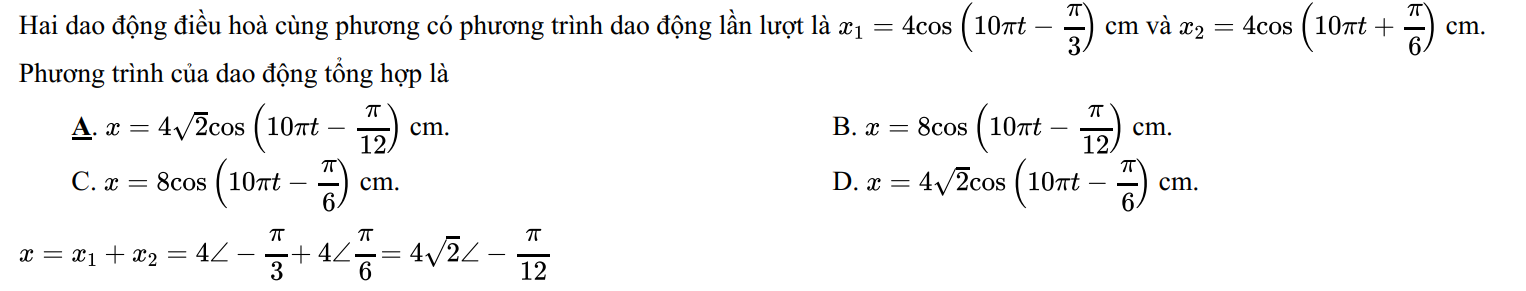 Hai dao động điều hoà cùng phương có phương trình dao động lần lượt là $x_1 = 4\cos\left(10\pi t - \frac{\pi}{3}\right)$ cm và $x_2 = 4\cos\left(10\pi t + \frac{\pi}{6}\right)$ cm.
Phương trình của dao động tổng hợp là
A. $x = 4\sqrt{2}\cos\left(10\pi t - \frac{\pi}{12}\right)$ cm. B. $x = 8\cos\left(10\pi t - \frac{\pi}{12}\right)$ cm.
C. $x = 8\cos\left(10\pi t - \frac{\pi}{6}\right)$ cm. D. $x = 4\sqrt{2}\cos\left(10\pi t - \frac{\pi}{6}\right)$ cm.
$x = x_1 + x_2 = 4\angle - \frac{\pi}{3} + 4\angle \frac{\pi}{6} = 4\sqrt{2}\angle - \frac{\pi}{12}$